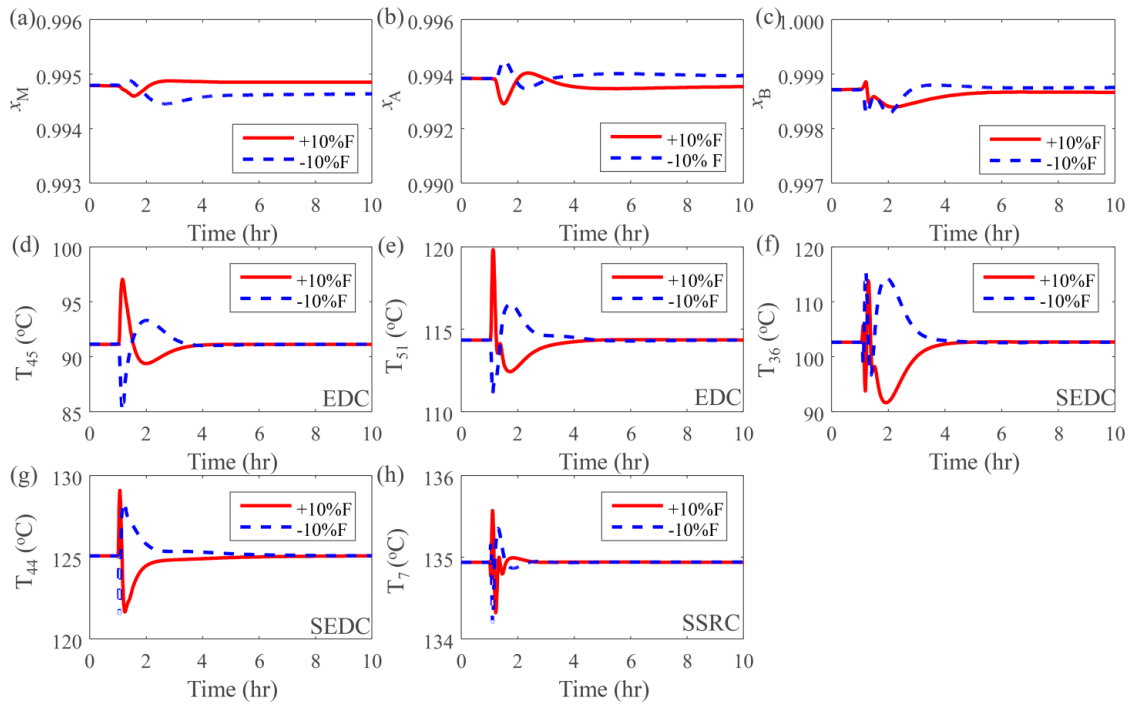 (a)
0.996
0.995
0.994
0.993
x_M
+10%F
-10%F
0 2 4 6 8 10
Time (hr)
(b)
0.996
0.994
0.992
0.990
x_A
+10%F
-10% F
0 2 4 6 8 10
Time (hr)
(c)
1.000
0.999
0.998
0.997
x_B
+10%F
-10%F
0 2 4 6 8 10
Time (hr)
(d)
100
95
90
85
T_45 (°C)
+10%F
-10%F
EDC
0 2 4 6 8 10
Time (hr)
(e)
120
115
110
T_51 (°C)
+10%F
-10%F
EDC
0 2 4 6 8 10
Time (hr)
(f)
120
110
100
90
T_36 (°C)
+10%F
-10%F
SEDC
0 2 4 6 8 10
Time (hr)
(g)
130
125
120
T_44 (°C)
+10%F
-10%F
SEDC
0 2 4 6 8 10
Time (hr)
(h)
136
135
134
T_7 (°C)
+10%F
-10%F
SSRC
0 2 4 6 8 10
Time (hr)